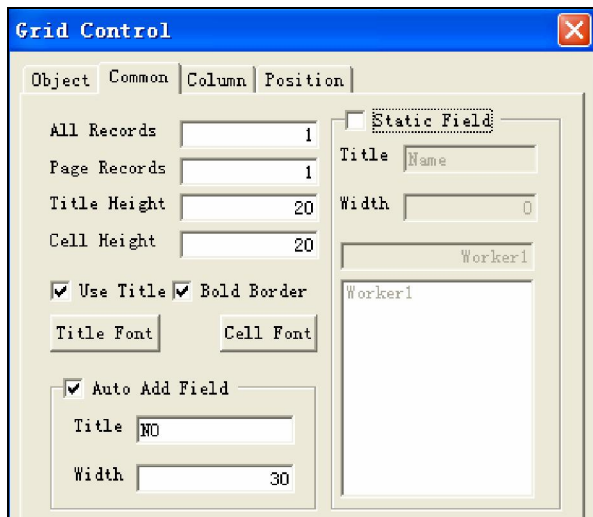 Grid Control
Object Common Column Position
All Records 1
Page Records 1
Title Height 20
Cell Height 20
Use Title Bold Border
Title Font Cell Font
Auto Add Field
Title NO
Width 30
Static Field
Title Name
Width 0
Worker1
Worker1